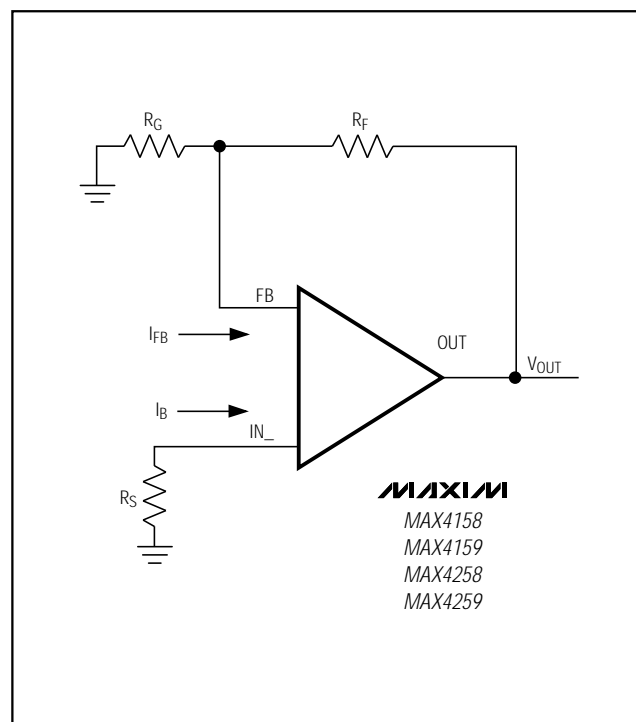 RG
RF
FB
IFB
OUT
VOUT
IB
IN_
RS
MAXIM
MAX4158
MAX4159
MAX4258
MAX4259